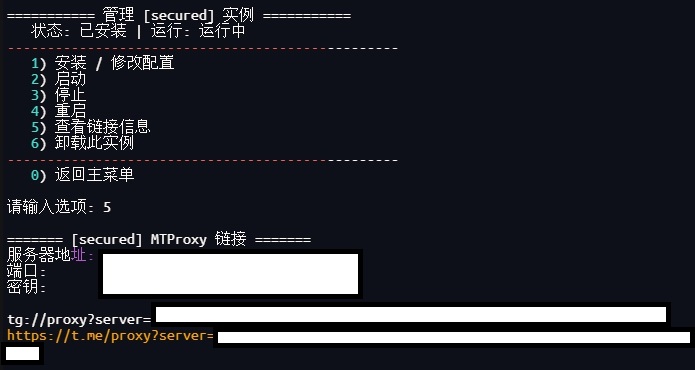 =========== 管理 [secured] 实例 ===========
状态: 已安装 | 运行: 运行中
-------------------------------------------------
1) 安装 / 修改配置
2) 启动
3) 停止
4) 重启
5) 查看链接信息
6) 卸载此实例
-------------------------------------------------
0) 返回主菜单
请输入选项: 5
======= [secured] MTProxy 链接 =======
服务器地址:
端口:
密钥:
tg://proxy?server=
https://t.me/proxy?server=